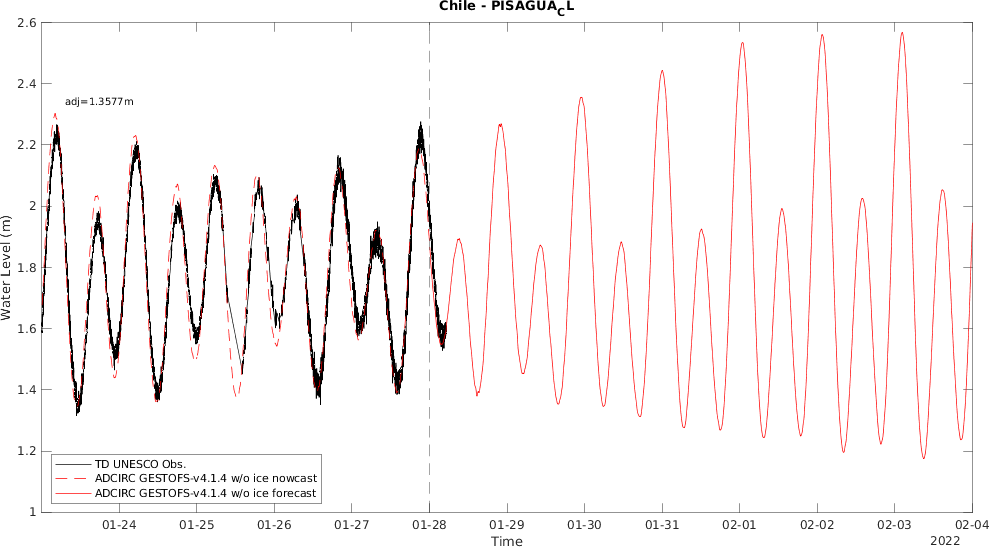 Chile - PISAGUA_CL
2.6
2.4
2.2
2
1.8
1.6
1.4
1.2
1
Water Level (m)
adj=1.3577m
TD UNESCO Obs.
ADCIRC GESTOFS-v4.1.4 w/o ice nowcast
ADCIRC GESTOFS-v4.1.4 w/o ice forecast
01-24 01-25 01-26 01-27 01-28 01-29 01-30 01-31 02-01 02-02 02-03 02-04
Time
2022